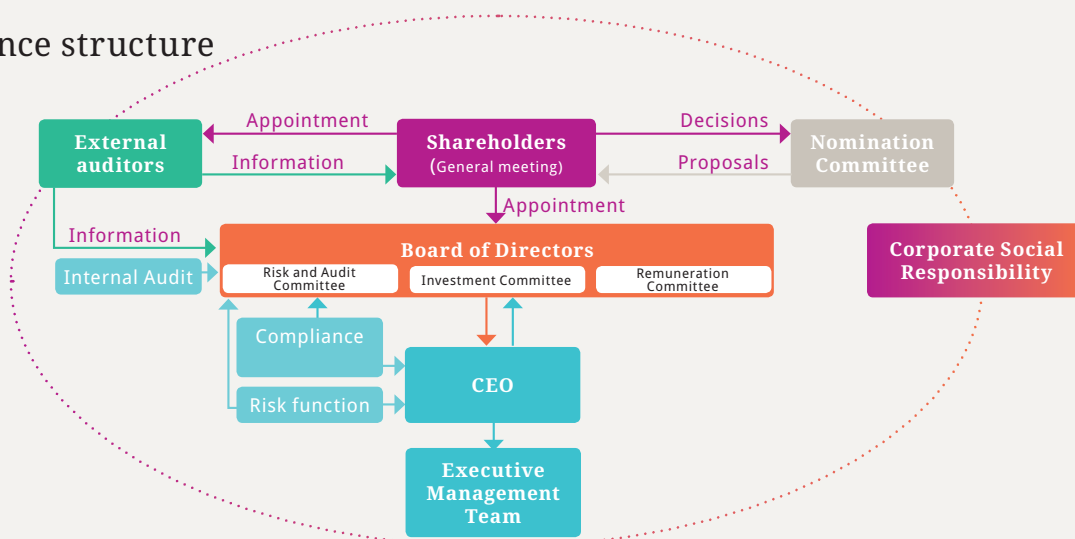 nce structure
Appointment
Decisions
External
auditors
Shareholders
(General meeting)
Nomination
Committee
Information
Proposals
Appointment
Information
Board of Directors
Corporate Social
Responsibility
Internal Audit
Risk and Audit
Committee
Investment Committee
Remuneration
Committee
Compliance
CEO
Risk function
Executive
Management
Team